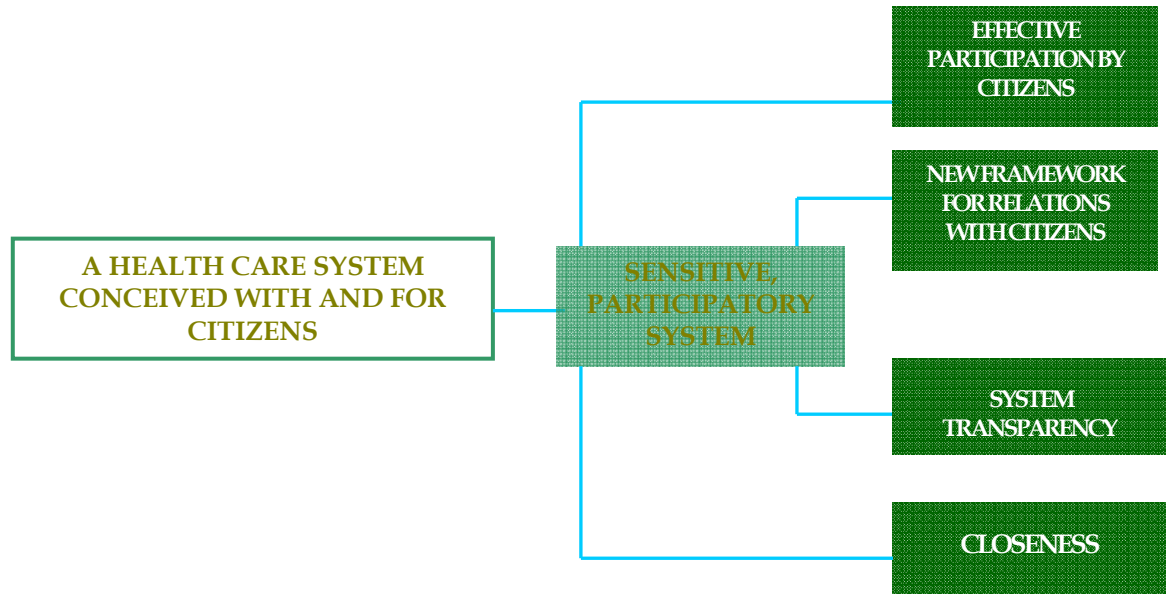 A HEALTH CARE SYSTEM
CONCEIVED WITH AND FOR
CITIZENS
SENSITIVE,
PARTICIPATORY
SYSTEM
EFFECTIVE
PARTICIPATION BY
CITIZENS
NEW FRAMEWORK
FOR RELATIONS
WITH CITIZENS
SYSTEM
TRANSPARENCY
CLOSENESS